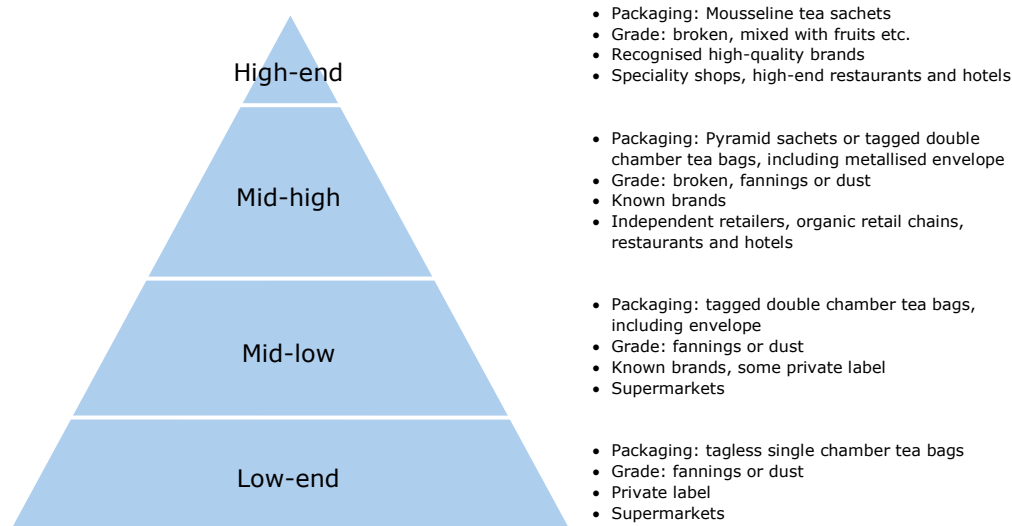 High-end
• Packaging: Mousseline tea sachets
• Grade: broken, mixed with fruits etc.
• Recognised high-quality brands
• Speciality shops, high-end restaurants and hotels
Mid-high
• Packaging: Pyramid sachets or tagged double
chamber tea bags, including metallised envelope
• Grade: broken, fannings or dust
• Known brands
• Independent retailers, organic retail chains,
restaurants and hotels
Mid-low
• Packaging: tagged double chamber tea bags,
including envelope
• Grade: fannings or dust
• Known brands, some private label
• Supermarkets
Low-end
• Packaging: tagless single chamber tea bags
• Grade: fannings or dust
• Private label
• Supermarkets